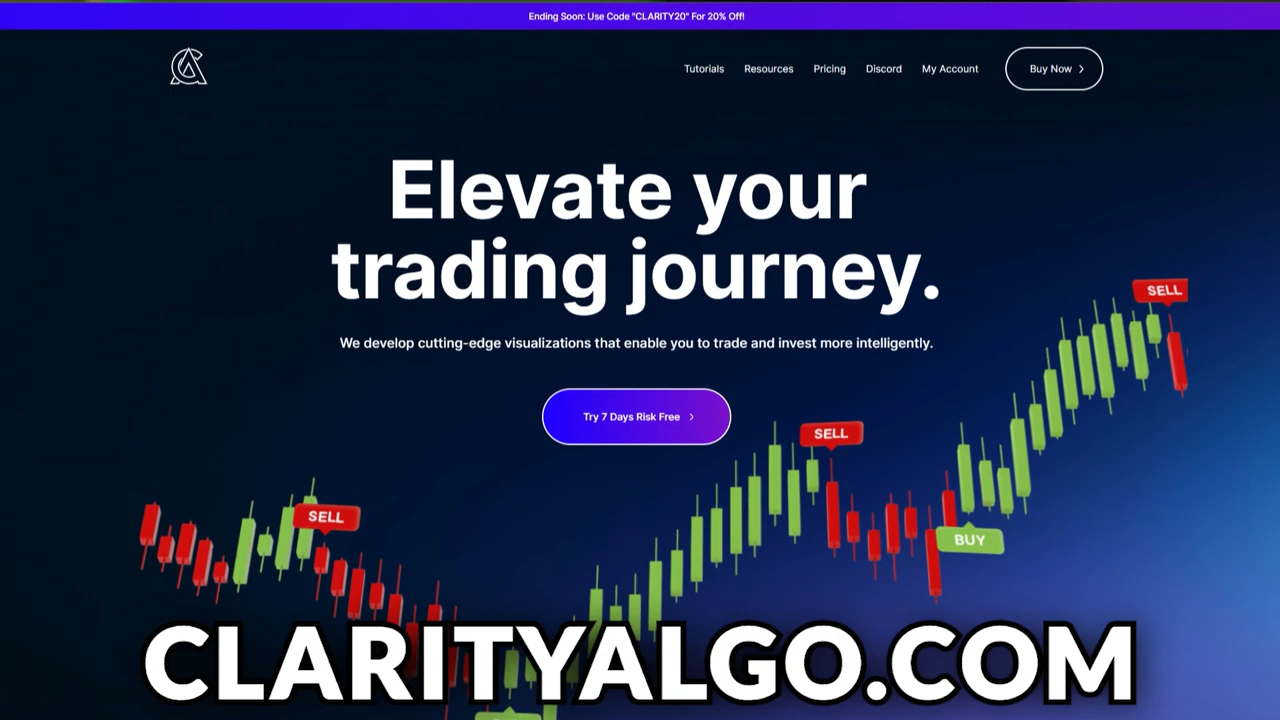 Ending Soon: Use Code "CLARITY20" For 20% Off!
Tutorials Resources Pricing Discord My Account Buy Now
Elevate your
trading journey.
We develop cutting-edge visualizations that enable you to trade and invest more intelligently.
Try 7 Days Risk Free
SELL
SELL
SELL
BUY
CLARITYALGO.COM